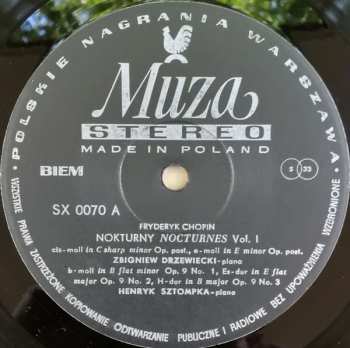 POLSKIE NAGRANIA WARSZAWA
Muza
STEREO
MADE IN POLAND
BIEM
S 33
SX 0070 A
FRYDERYK CHOPIN
NOKTURNY NOCTURNES Vol. I
cis-moll in C sharp minor Op. post., e-moll in E minor Op. post.
ZBIGNIEW DRZEWIECKI-piano
b-moll in B flat minor Op. 9 No. 1, Es-dur in E flat
major Op. 9 No. 2, H-dur in B major Op. 9 No. 3
HENRYK SZTOMPKA-piano
WSZYSTKIE PRAWA ZASTRZEŻONE KOPIOWANIE ODTWARZANIE PUBLICZNE I RADIOWE BEZ UPOWAŻNIENIA WZBRONIONE